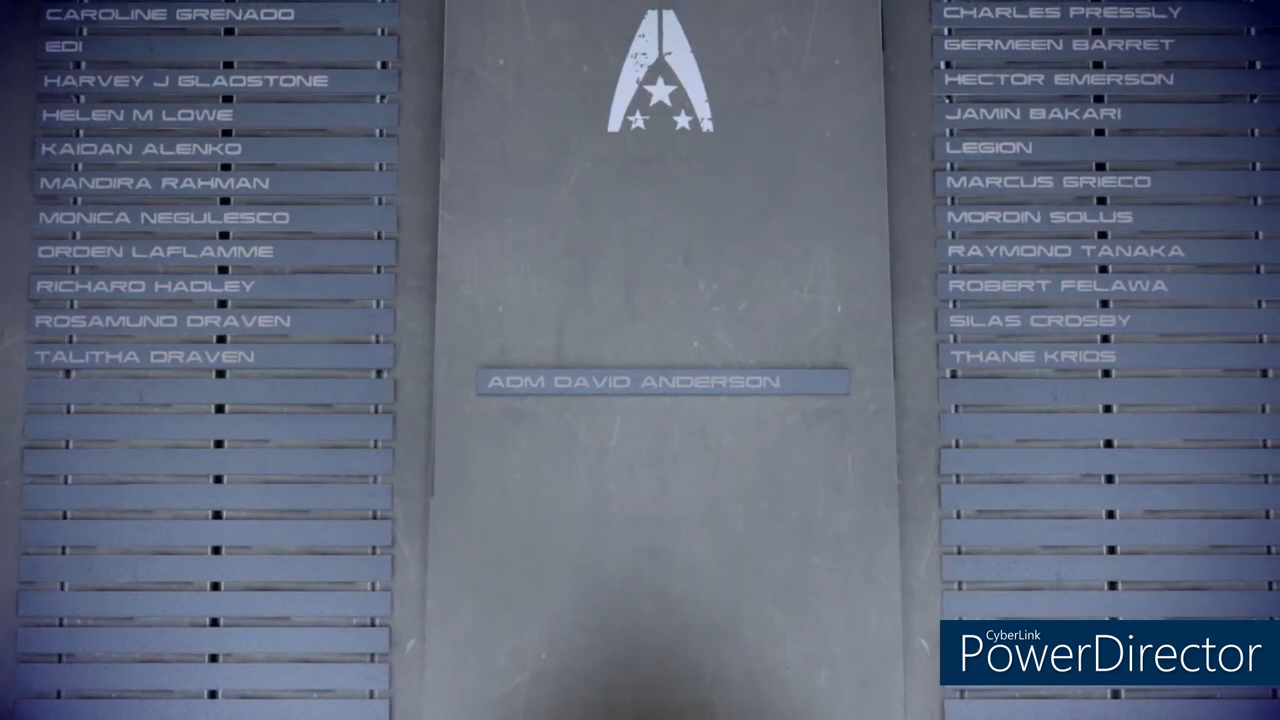 CAROLINE GRENADO
EDI
HARVEY J GLADSTONE
HELEN M LOWE
KAIDAN ALENKO
MANDIRA RAHMAN
MONICA NEGULESCO
ORDEN LAFLAMME
RICHARD HADLEY
ROSAMUND DRAVEN
TALITHA DRAVEN
ADM DAVID ANDERSON
CHARLES PRESSLY
GERMEEN BARRET
HECTOR EMERSON
JAMIN BAKARI
LEGION
MARCUS GRIECO
MORDIN SOLUS
RAYMOND TANAKA
ROBERT FELAWA
SILAS CROSBY
THANE KRIOS
CyberLink
PowerDirector